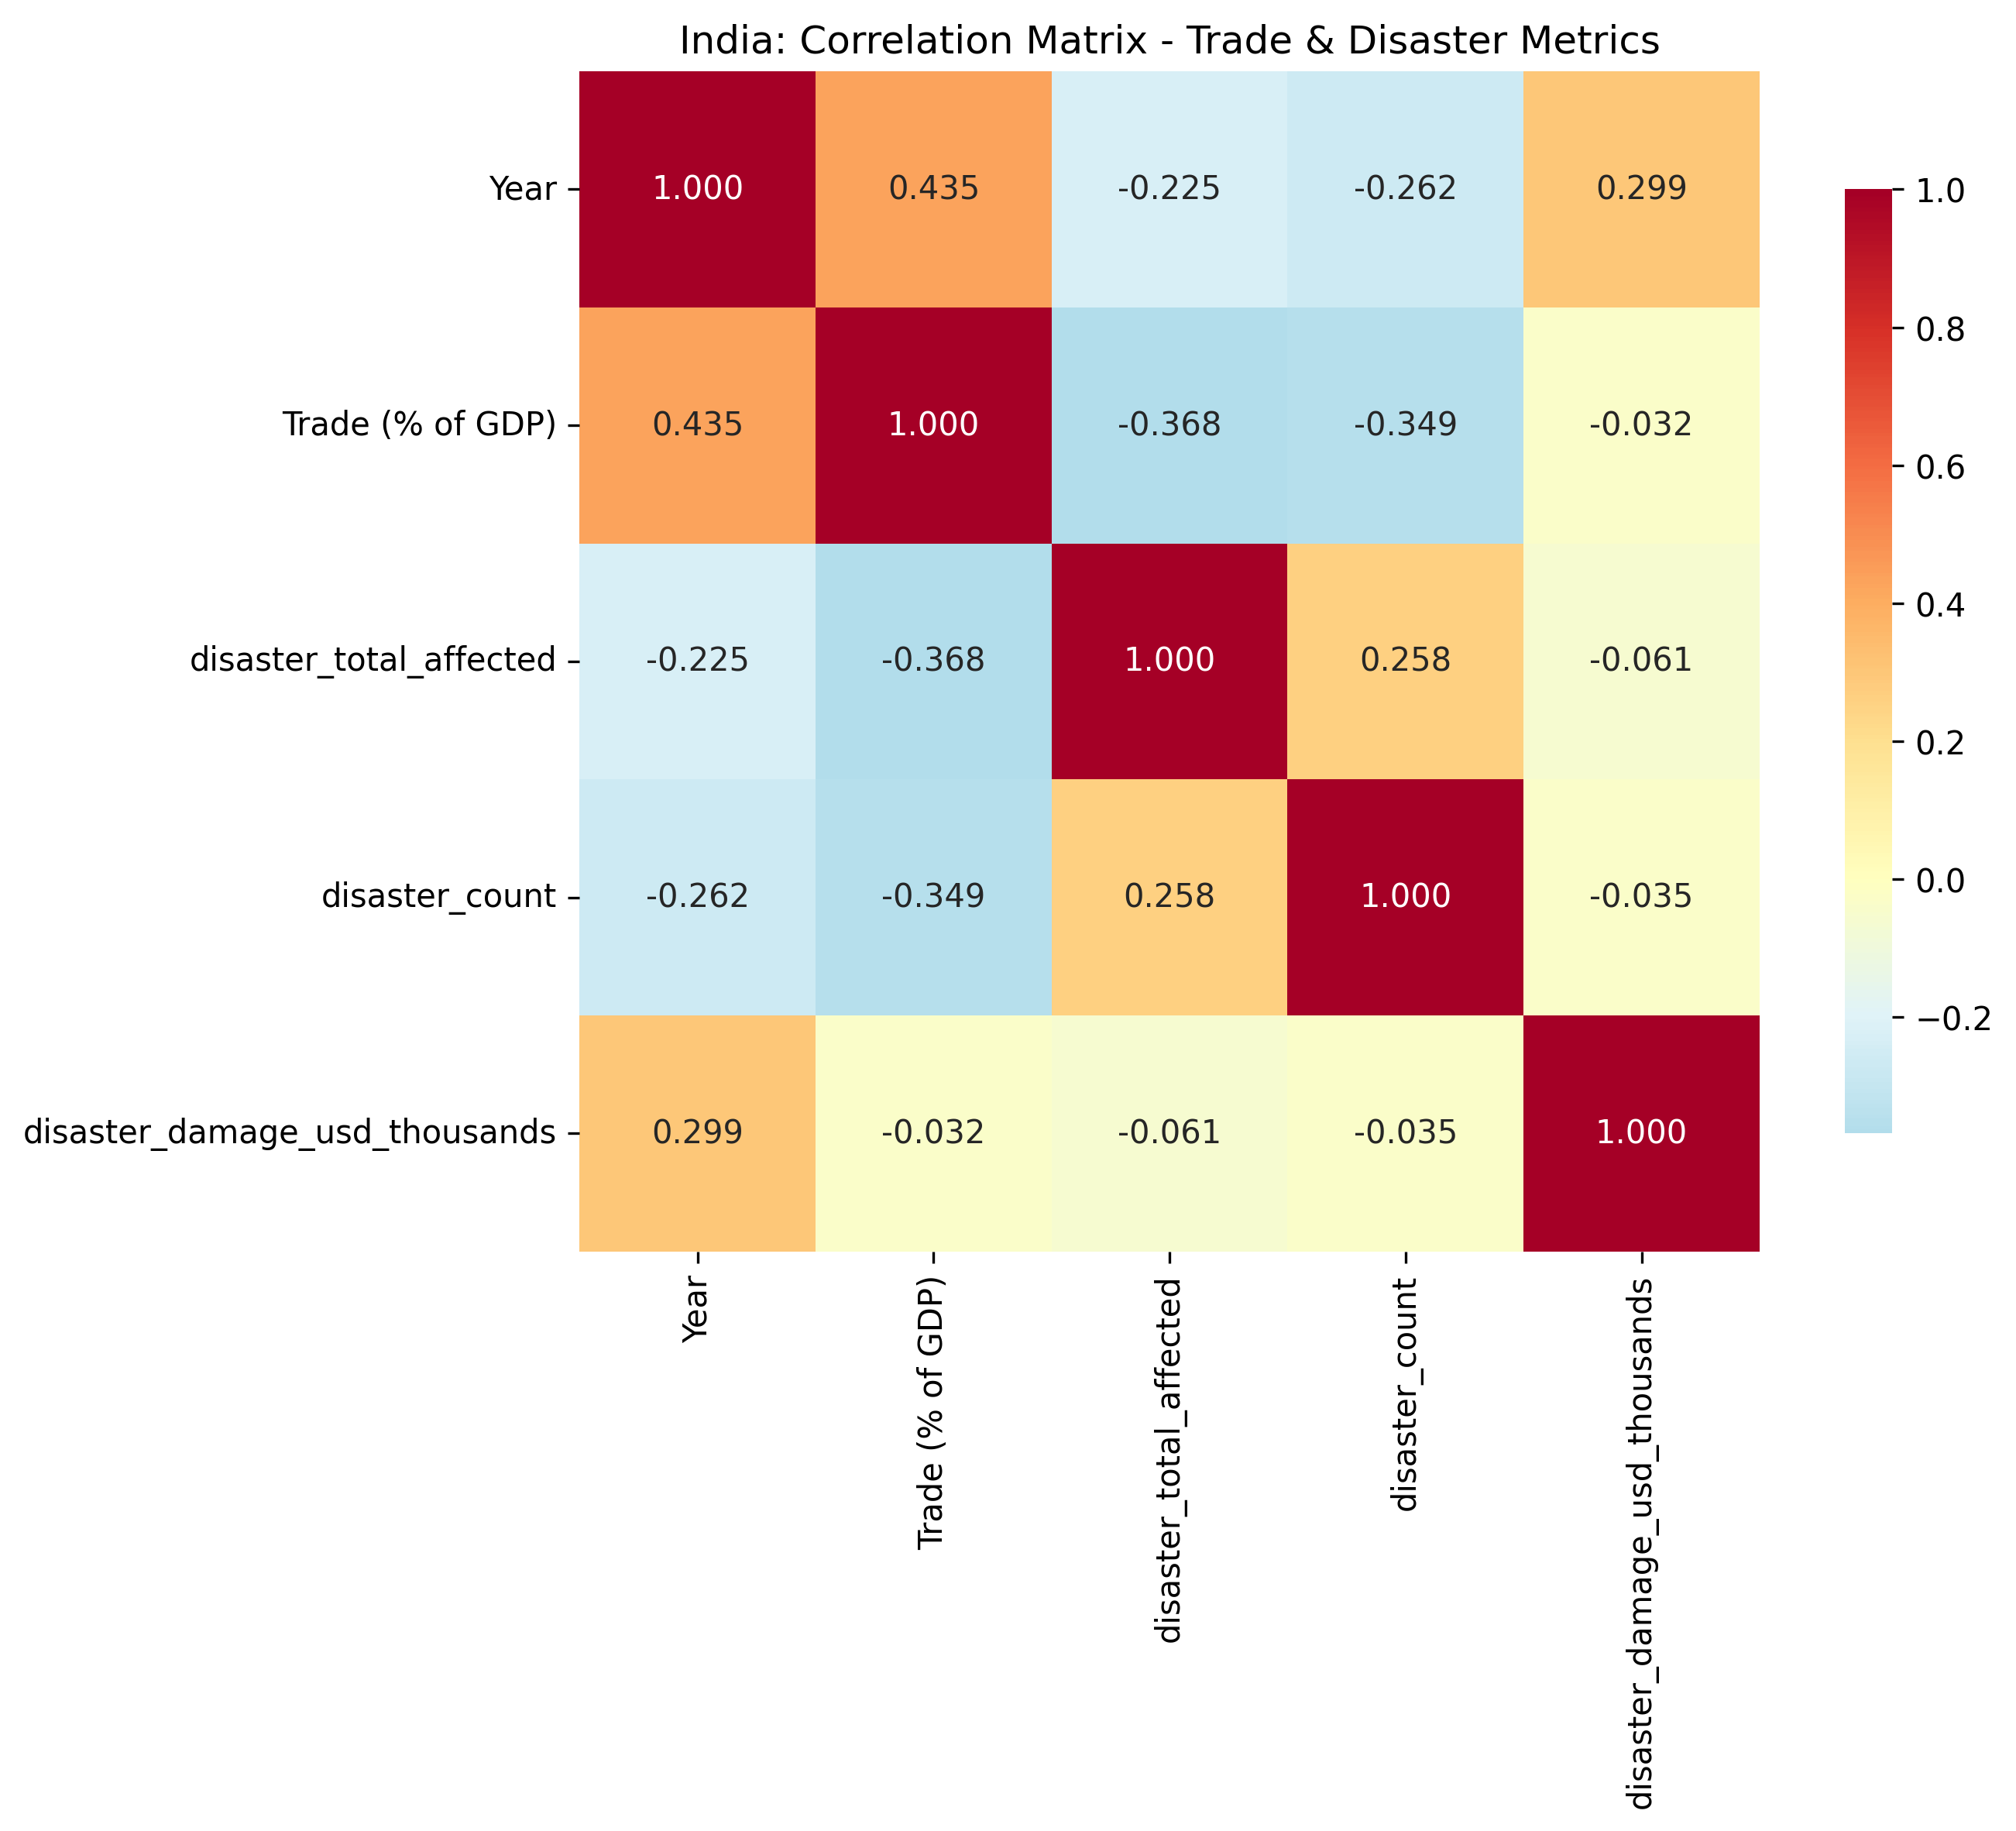 India: Correlation Matrix - Trade & Disaster Metrics
Year
1.000
0.435
-0.225
-0.262
0.299
Trade (% of GDP)
0.435
1.000
-0.368
-0.349
-0.032
disaster_total_affected
-0.225
-0.368
1.000
0.258
-0.061
disaster_count
-0.262
-0.349
0.258
1.000
-0.035
disaster_damage_usd_thousands
0.299
-0.032
-0.061
-0.035
1.000
Year
Trade (% of GDP)
disaster_total_affected
disaster_count
disaster_damage_usd_thousands
1.0
0.8
0.6
0.4
0.2
0.0
−0.2